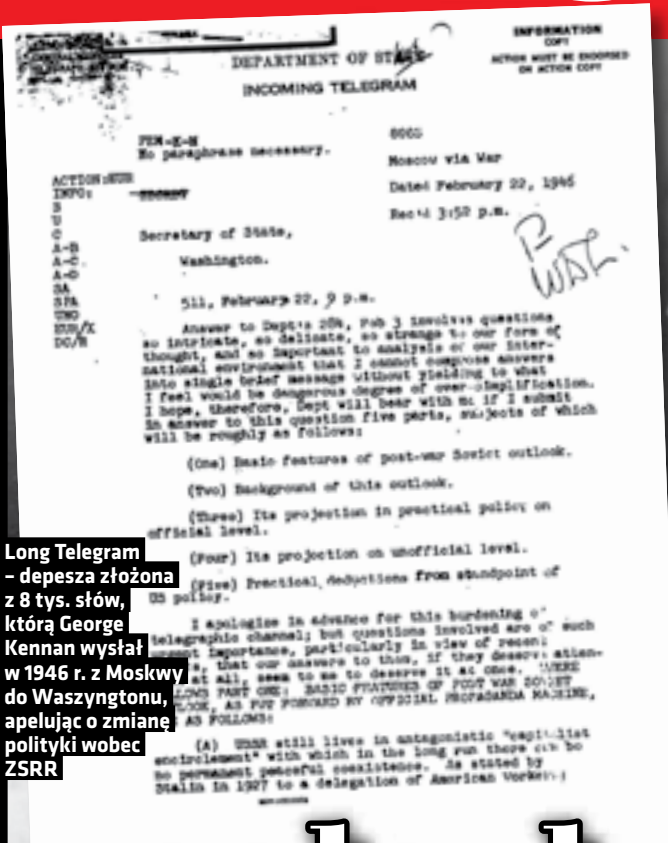 DEPARTMENT OF STATE
INCOMING TELEGRAM
INFORMATION
COPY
ACTION MUST BE ENDORSED
ON ACTION COPY
PEM-K-M
No paraphrase necessary.
Moscow via War
Dated February 22, 1946
Rec'd 3:52 p.m.
ACTION:EUR
INFO:
S
U
C
A-B
A-C
A-D
SA
SPA
UNO
EUR/X
DC/R
SECRET
Secretary of State,
Washington.
511, February 22, 9 p.m.
Answer to Dept's 284, Feb 3 involves questions
so intricate, so delicate, so strange to our form of
thought, and so important to analysis of our inter-
national environment that I cannot compress answers
into single brief message without yielding to what
I feel would be dangerous degree of over-simplification.
I hope, therefore, Dept will bear with me if I submit
in answer to this question five parts, subjects of which
will be roughly as follows:
(One) Basic features of post-war Soviet outlook.
(Two) Background of this outlook.
(Three) Its projection in practical policy on
official level.
(Four) Its projection on unofficial level.
(Five) Practical deductions from standpoint of
US policy.
I apologize in advance for this burdening of
telegraphic channel; but questions involved are of such
urgent importance, particularly in view of recent
that our answers to them, if they deserve atten-
at all, seem to me to deserve it at once. HERE
PART ONE: BASIC FEATURES OF POST WAR SOVIET
AS PUT FORWARD BY OFFICIAL PROPAGANDA MACHINE,
AS FOLLOWS:
(A) USSR still lives in antagonistic "capitalist
encirclement" with which in the long run there can be
no permanent peaceful coexistence. As stated by
Stalin in 1927 to a delegation of American Workers:
Long Telegram
– depesza złożona
z 8 tys. słów,
którą George
Kennan wysłał
w 1946 r. z Moskwy
do Waszyngtonu,
apelując o zmianę
polityki wobec
ZSRR